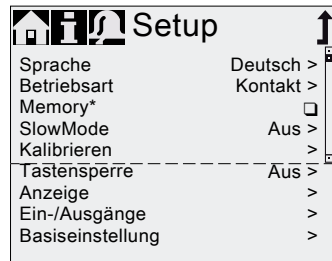 Setup
Sprache Deutsch >
Betriebsart Kontakt >
Memory* ❑
SlowMode Aus >
Kalibrieren >
Tastensperre Aus >
Anzeige >
Ein-/Ausgänge >
Basiseinstellung >